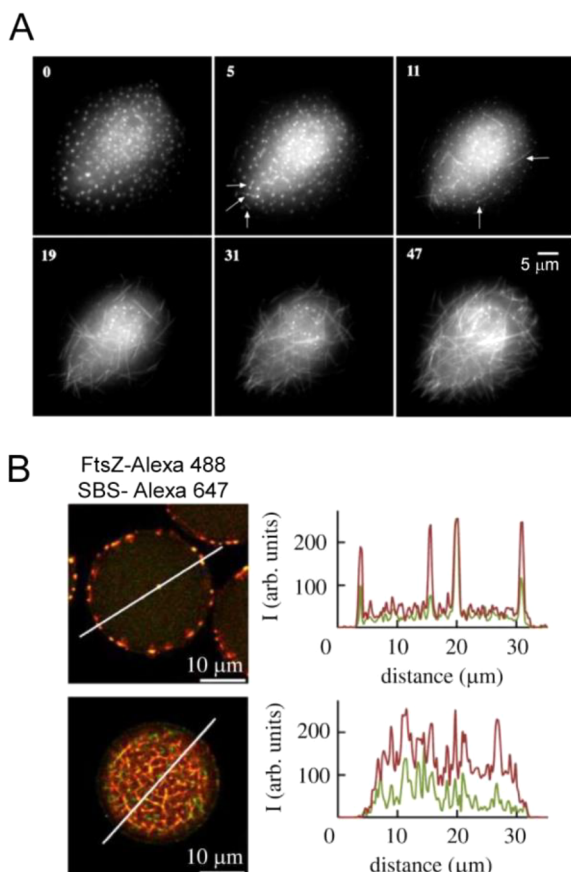 A
0
5
11
19
31
47
5 μm
B
FtsZ-Alexa 488
SBS- Alexa 647
10 μm
I (arb. units)
200
100
0
10
20
30
distance (μm)
10 μm
I (arb. units)
200
100
0
10
20
30
distance (μm)